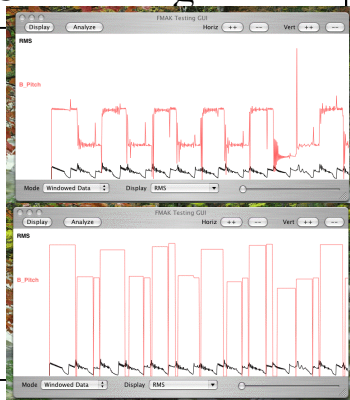 FMAK Testing GUI
Display Analyze Horiz ++ -- Vert ++ --
RMS
B_Pitch
Mode Windowed Data Display RMS
FMAK Testing GUI
Display Analyze Horiz ++ -- Vert ++ --
RMS
B_Pitch
Mode Windowed Data Display RMS